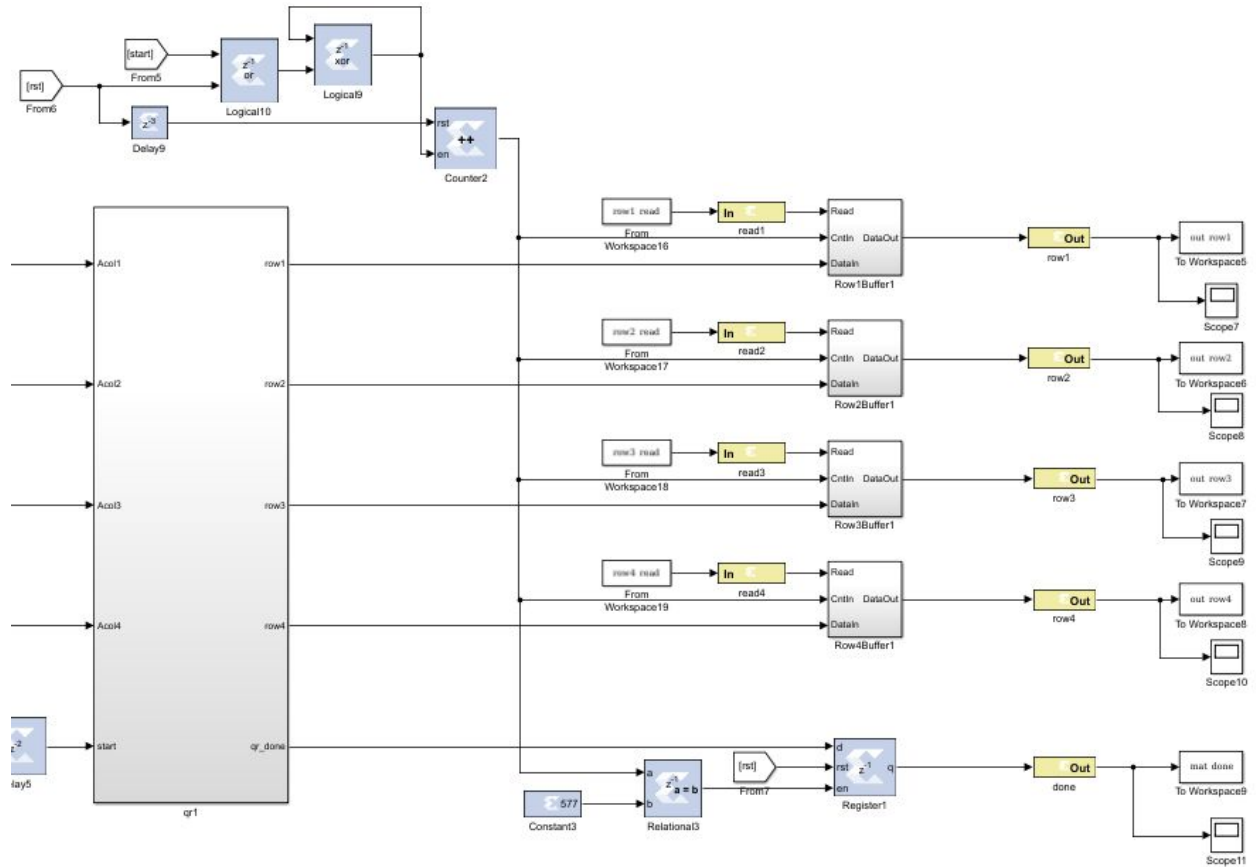 [start]
From5
z-1
or
Logical10
z-1
xor
Logical9
[rst]
From6
z-3
Delay9
rst
++
en
Counter2
row1 read
From
Workspace16
In
read1
Read
CntIn DataOut
DataIn
Row1Buffer1
Out
row1
out row1
To Workspace5
Scope7
Acol1
row1
row2 read
From
Workspace17
In
read2
Read
CntIn DataOut
DataIn
Row2Buffer1
Out
row2
out row2
To Workspace6
Scope8
Acol2
row2
row3 read
From
Workspace18
In
read3
Read
CntIn DataOut
DataIn
Row3Buffer1
Out
row3
out row3
To Workspace7
Scope9
Acol3
row3
row4 read
From
Workspace19
In
read4
Read
CntIn DataOut
DataIn
Row4Buffer1
Out
row4
out row4
To Workspace8
Scope10
Acol4
row4
z-2
lay5
start
qr_done
qr1
577
Constant3
a
z-1
a = b
b
Relational3
[rst]
From7
d
rst
z-1
q
en
Register1
Out
done
mat done
To Workspace9
Scope11